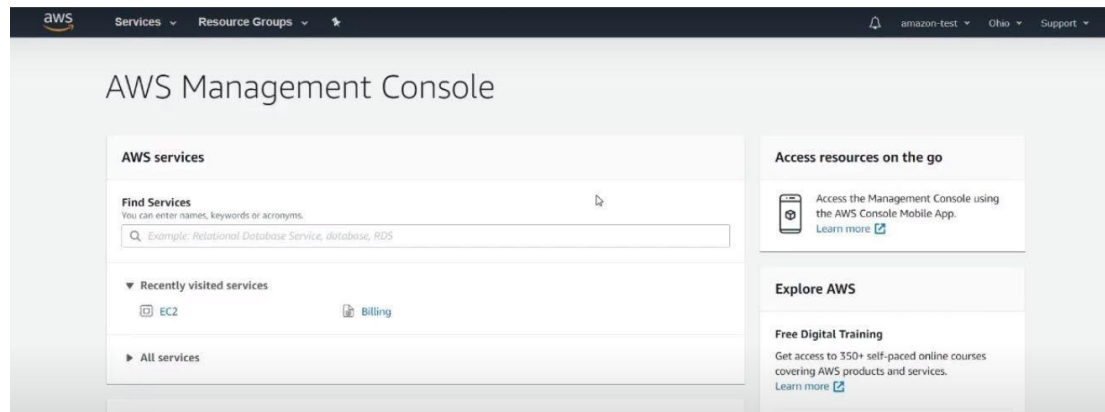 aws
Services
Resource Groups
amazon-test
Ohio
Support
AWS Management Console
AWS services
Find Services
You can enter names, keywords or acronyms.
Example: Relational Database Service, database, RDS
Recently visited services
EC2
Billing
All services
Access resources on the go
Access the Management Console using
the AWS Console Mobile App.
Learn more
Explore AWS
Free Digital Training
Get access to 350+ self-paced online courses
covering AWS products and services.
Learn more